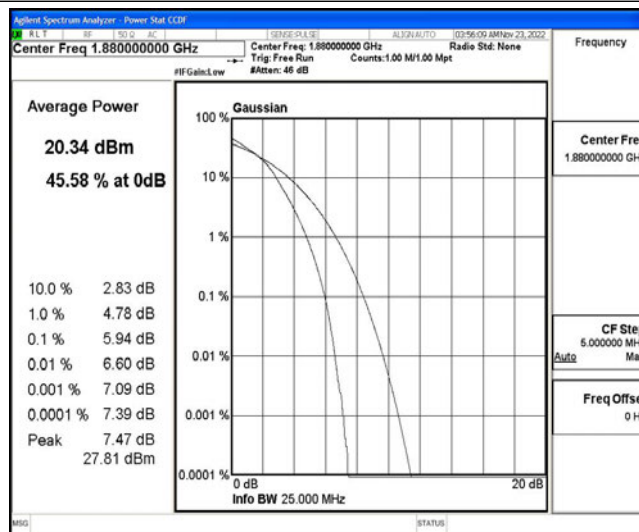 Agilent Spectrum Analyzer - Power Stat CCDF
RLT RF 50 Ω AC SENSE:PULSE ALIGN AUTO 03:56:09 AM Nov 23, 2022
Center Freq 1.880000000 GHz
Center Freq: 1.880000000 GHz Radio Std: None
Trig: Free Run Counts:1.00 M/1.00 Mpt
#IFGain:Low #Atten: 46 dB
Frequency
Average Power
20.34 dBm
45.58 % at 0dB
10.0 % 2.83 dB
1.0 % 4.78 dB
0.1 % 5.94 dB
0.01 % 6.60 dB
0.001 % 7.09 dB
0.0001 % 7.39 dB
Peak 7.47 dB
27.81 dBm
Gaussian
100 %
10 %
1 %
0.1 %
0.01 %
0.001 %
0.0001 %
0 dB 20 dB
Info BW 25.000 MHz
Center Fre
1.880000000 GH
CF Ste
5.000000 MH
Auto Ma
Freq Offse
0 H
MSG STATUS